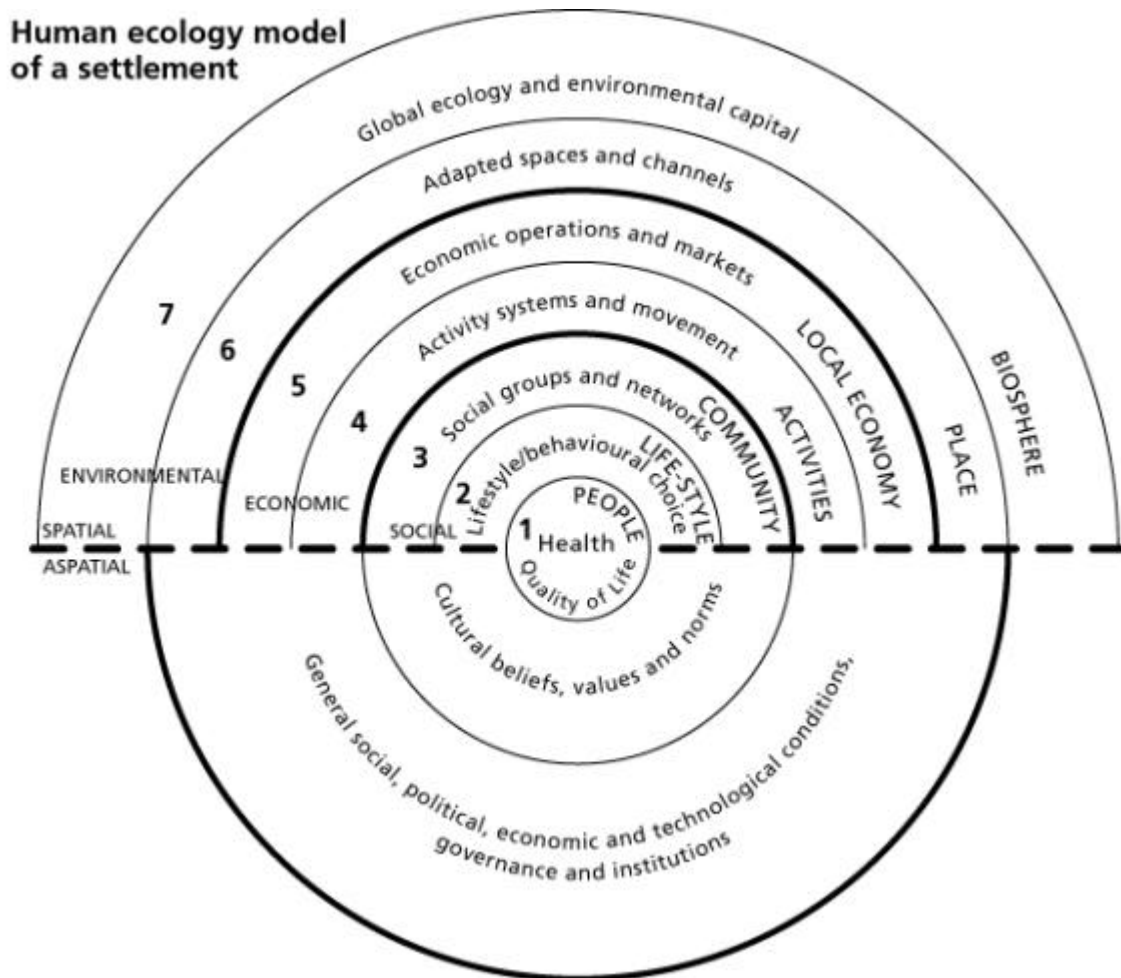 Human ecology model
of a settlement
Global ecology and environmental capital
Adapted spaces and channels
Economic operations and markets
Activity systems and movement
Social groups and networks
Lifestyle/behavioural choice
7
6
5
4
3
2
1
PEOPLE
LIFE-STYLE
COMMUNITY
ACTIVITIES
LOCAL ECONOMY
PLACE
BIOSPHERE
ENVIRONMENTAL
ECONOMIC
SOCIAL
SPATIAL
ASPATIAL
Health
Quality of Life
Cultural beliefs, values and norms
General social, political, economic and technological conditions,
governance and institutions